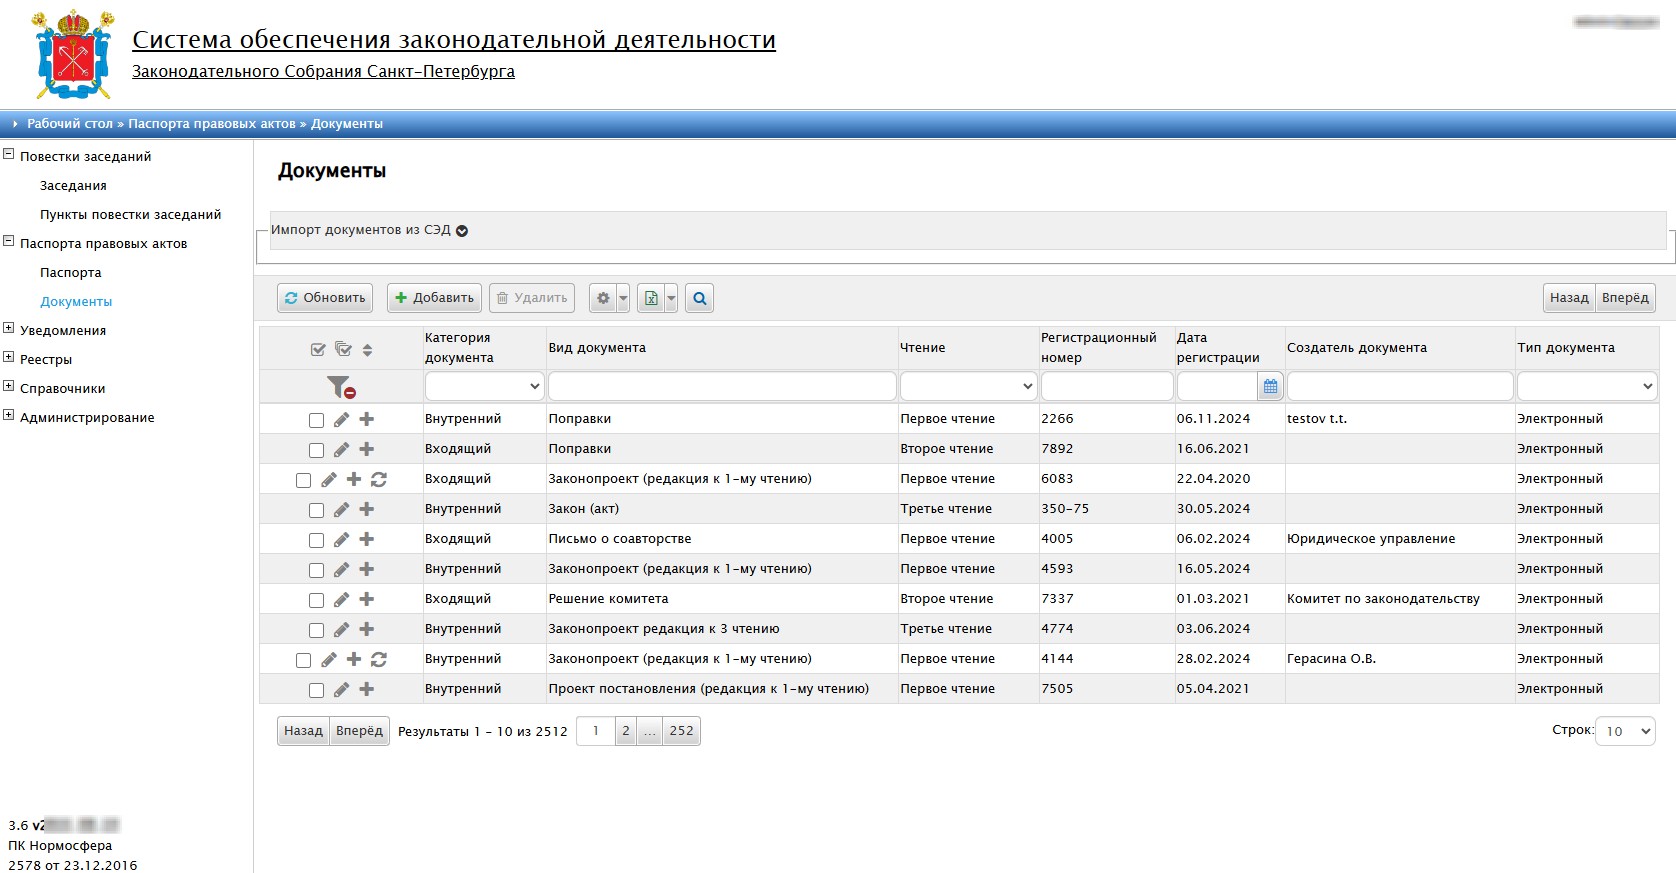 Система обеспечения законодательной деятельности
Законодательного Собрания Санкт-Петербурга
Рабочий стол » Паспорта правовых актов » Документы
Повестки заседаний
Заседания
Пункты повестки заседаний
Паспорта правовых актов
Паспорта
Документы
Уведомления
Реестры
Справочники
Администрирование
Документы
Импорт документов из СЭД
Обновить Добавить Удалить Назад Вперёд
Категория документа Вид документа Чтение Регистрационный номер Дата регистрации Создатель документа Тип документа
Внутренний Поправки Первое чтение 2266 06.11.2024 testov t.t. Электронный
Входящий Поправки Второе чтение 7892 16.06.2021 Электронный
Входящий Законопроект (редакция к 1-му чтению) Первое чтение 6083 22.04.2020 Электронный
Внутренний Закон (акт) Третье чтение 350-75 30.05.2024 Электронный
Входящий Письмо о соавторстве Первое чтение 4005 06.02.2024 Юридическое управление Электронный
Внутренний Законопроект (редакция к 1-му чтению) Первое чтение 4593 16.05.2024 Электронный
Входящий Решение комитета Второе чтение 7337 01.03.2021 Комитет по законодательству Электронный
Внутренний Законопроект редакция к 3 чтению Третье чтение 4774 03.06.2024 Электронный
Внутренний Законопроект (редакция к 1-му чтению) Первое чтение 4144 28.02.2024 Герасина О.В. Электронный
Внутренний Проект постановления (редакция к 1-му чтению) Первое чтение 7505 05.04.2021 Электронный
Назад Вперёд Результаты 1 - 10 из 2512 1 2 ... 252 Строк: 10
3.6
ПК Нормосфера
2578 от 23.12.2016